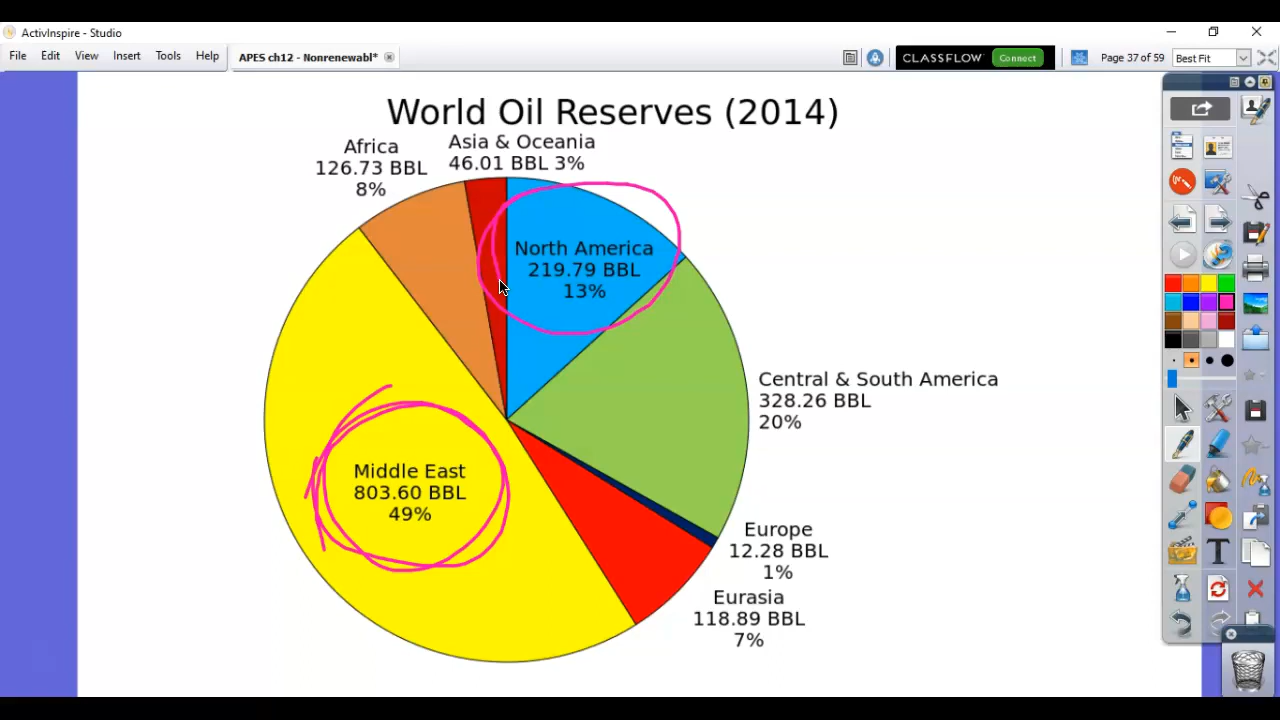 ActivInspire - Studio
File Edit View Insert Tools Help
APES ch12 - Nonrenewabl*
CLASSFLOW Connect
Page 37 of 59
Best Fit
World Oil Reserves (2014)
Africa
126.73 BBL
8%
Asia & Oceania
46.01 BBL 3%
North America
219.79 BBL
13%
Central & South America
328.26 BBL
20%
Middle East
803.60 BBL
49%
Europe
12.28 BBL
1%
Eurasia
118.89 BBL
7%